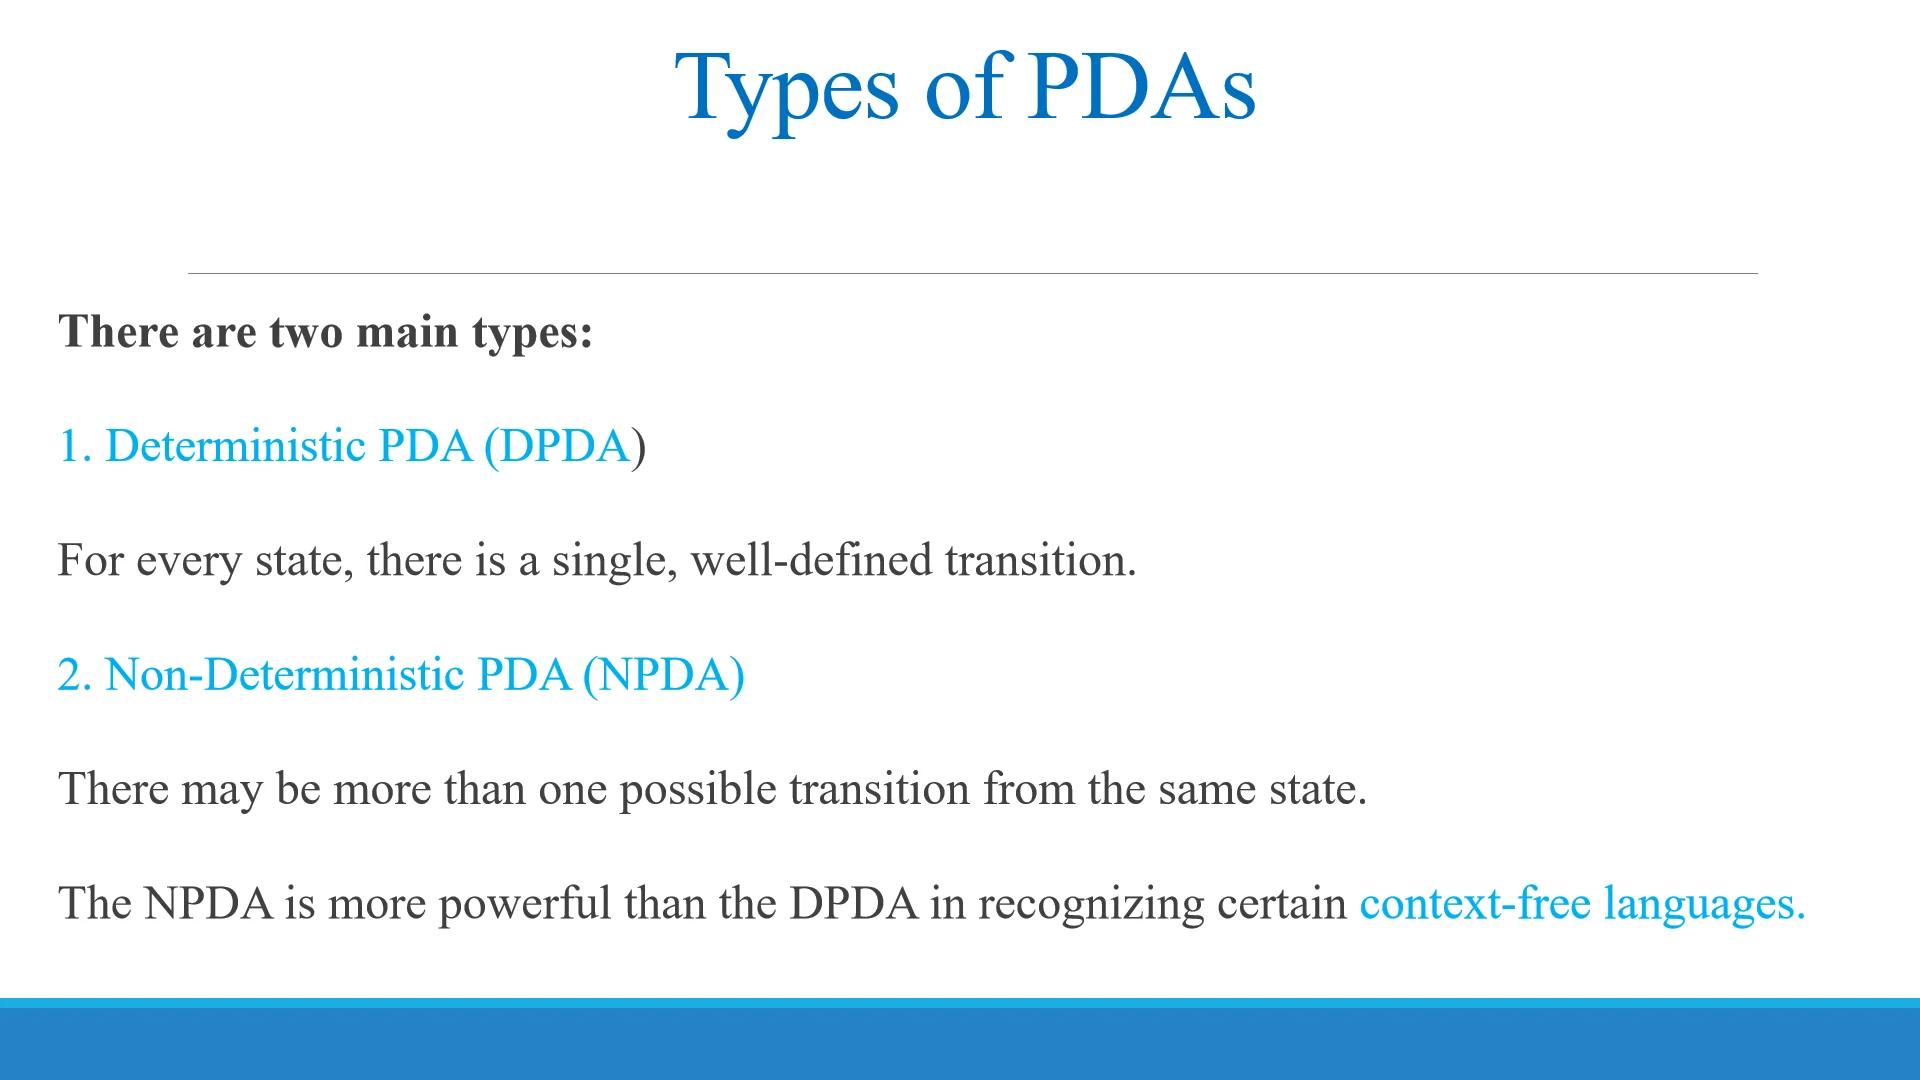 Types of PDAs
There are two main types:
1. Deterministic PDA (DPDA)
For every state, there is a single, well-defined transition.
2. Non-Deterministic PDA (NPDA)
There may be more than one possible transition from the same state.
The NPDA is more powerful than the DPDA in recognizing certain context-free languages.